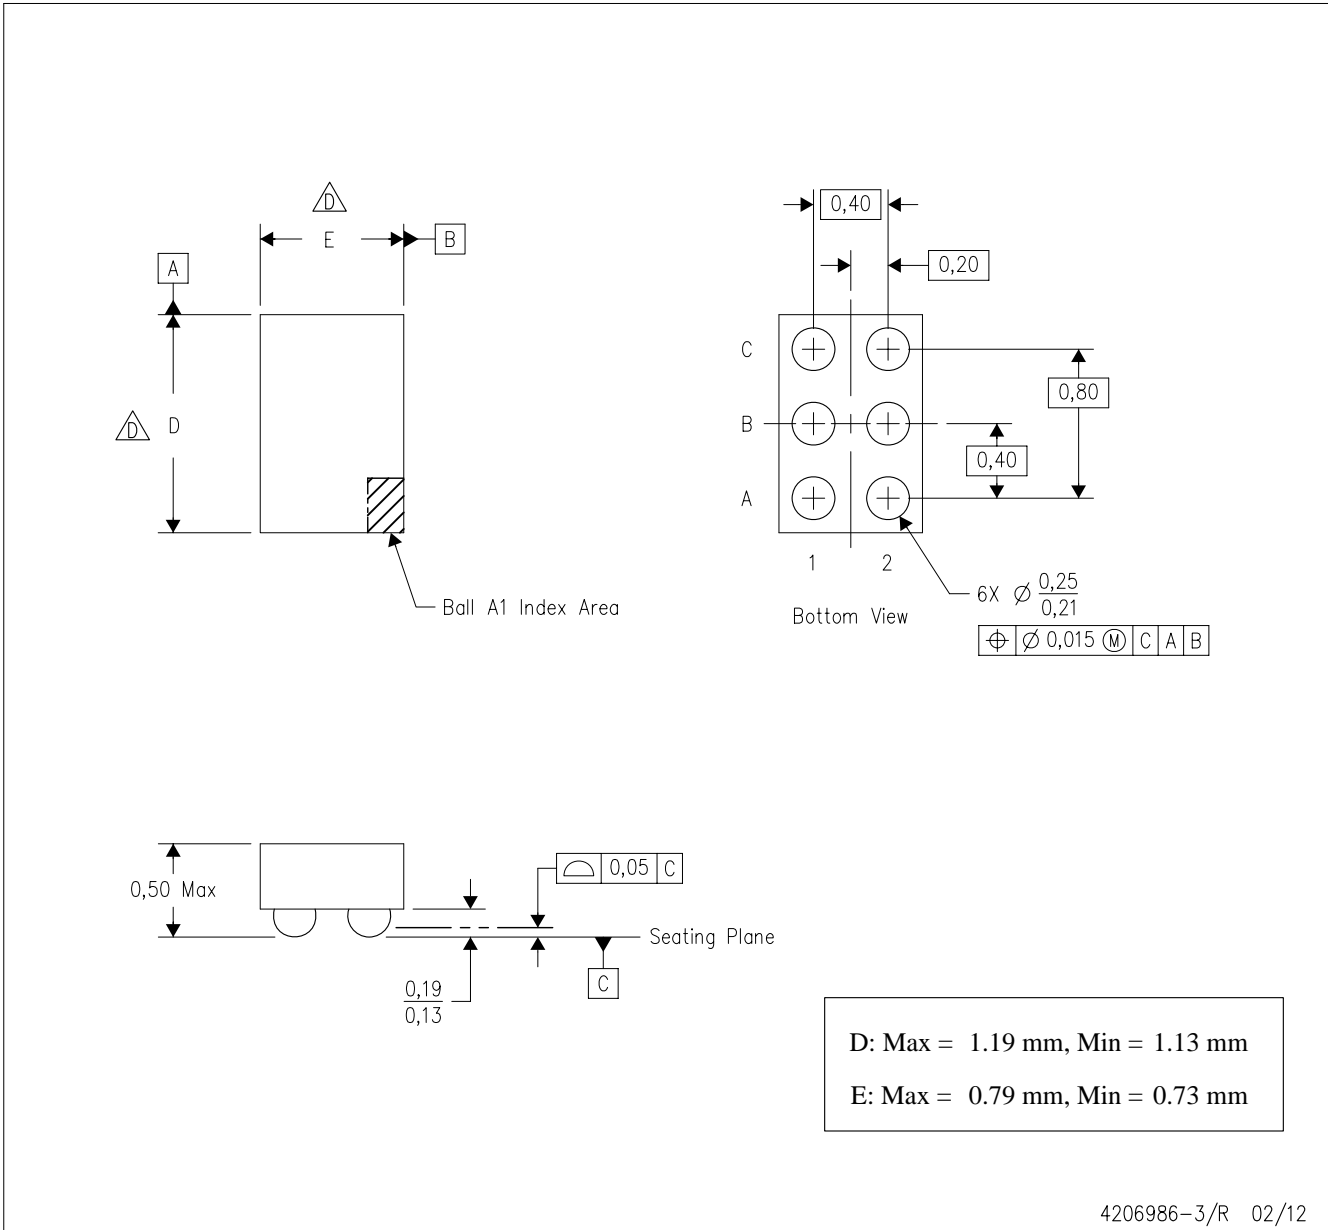 D
E
B
A
D
D
Ball A1 Index Area
0,40
0,20
C
B
A
0,80
0,40
1 2
Bottom View
6X Ø 0,25
0,21
⌖ Ø 0,015 Ⓜ C A B
0,50 Max
⌓ 0,05 C
Seating Plane
C
0,19
0,13
D: Max = 1.19 mm, Min = 1.13 mm
E: Max = 0.79 mm, Min = 0.73 mm
4206986-3/R 02/12